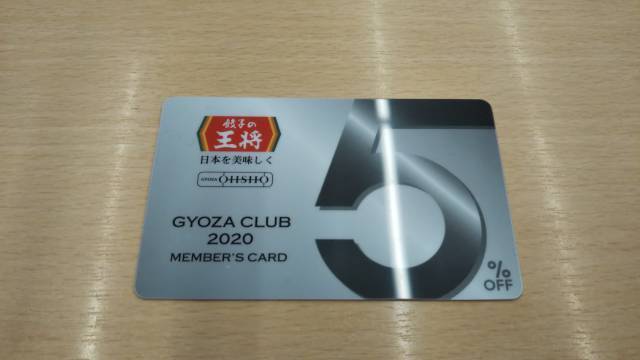 餃子の
王将
日本を美味しく
GYOZA OHSHO
GYOZA CLUB
2020
MEMBER'S CARD
5
%
OFF